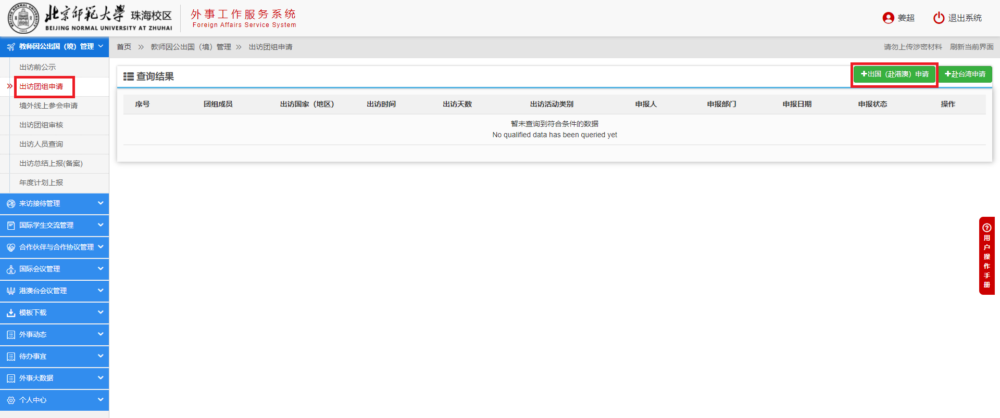 北京师范大学 珠海校区
BEIJING NORMAL UNIVERSITY AT ZHUHAI
BEIJING NORMAL UNIVERSITY
1902
外事工作服务系统
Foreign Affairs Service System
姜超
退出系统
教师因公出国（境）管理
首页 教师因公出国（境）管理 出访团组申请
请勿上传涉密材料 刷新当前界面
出访前公示
出访团组申请
境外线上参会申请
出访团组审核
出访人员查询
出访总结上报(备案)
年度计划上报
来访接待管理
国际学生交流管理
合作伙伴与合作协议管理
国际会议管理
港澳台会议管理
模板下载
外事动态
待办事宜
外事大数据
个人中心
查询结果
出国（赴港澳）申请
赴台湾申请
序号 团组成员 出访国家（地区） 出访时间 出访天数 出访活动类别 申报人 申报部门 申报日期 申报状态 操作
暂未查询到符合条件的数据
No qualified data has been queried yet
用户操作手册